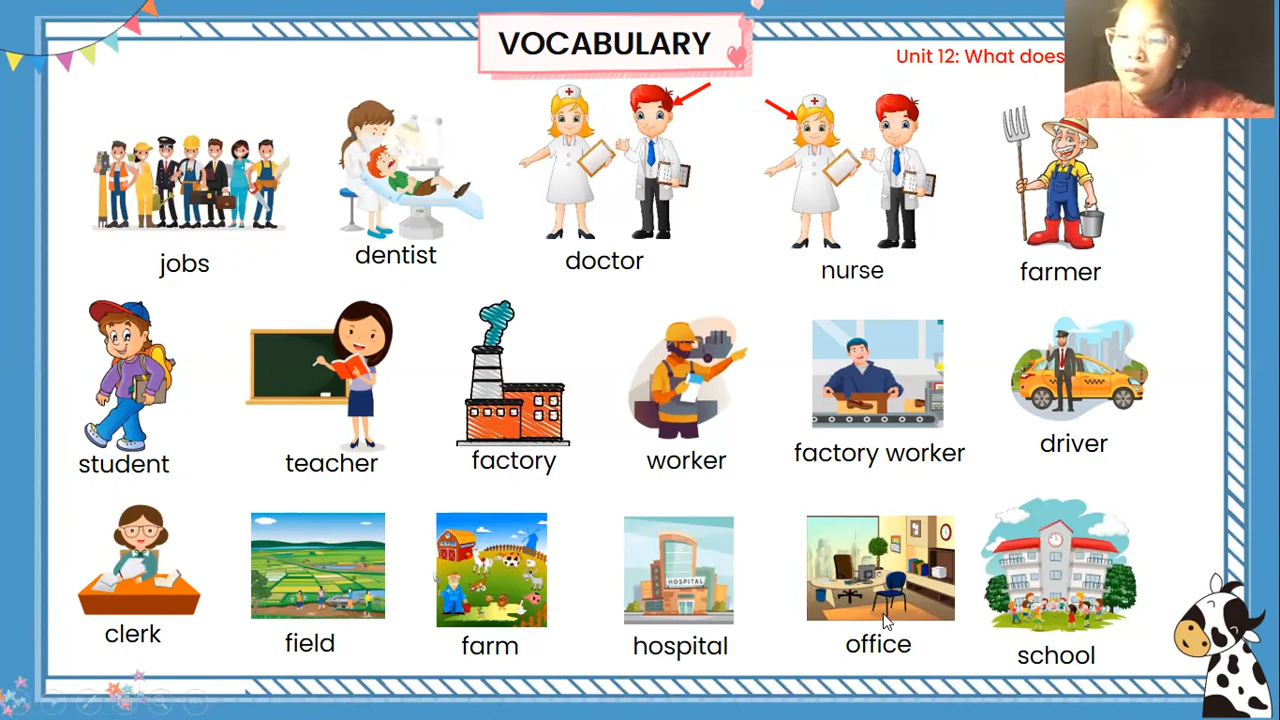 VOCABULARY
Unit 12: What does
jobs
dentist
doctor
nurse
farmer
student
teacher
factory
worker
factory worker
driver
HOSPITAL
clerk
field
farm
hospital
office
school